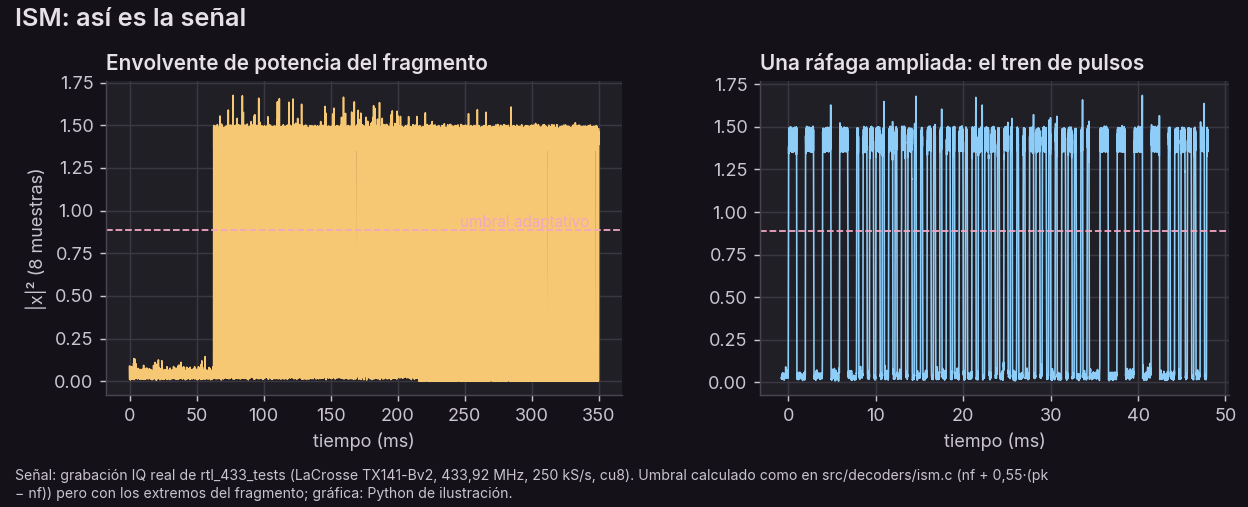 ISM: así es la señal
Envolvente de potencia del fragmento
1.75
1.50
1.25
1.00
0.75
0.50
0.25
0.00
|x|² (8 muestras)
umbral adaptativo
0 50 100 150 200 250 300 350
tiempo (ms)
Una ráfaga ampliada: el tren de pulsos
1.75
1.50
1.25
1.00
0.75
0.50
0.25
0.00
0 10 20 30 40 50
tiempo (ms)
Señal: grabación IQ real de rtl_433_tests (LaCrosse TX141-Bv2, 433,92 MHz, 250 kS/s, cu8). Umbral calculado como en src/decoders/ism.c (nf + 0,55·(pk
− nf)) pero con los extremos del fragmento; gráfica: Python de ilustración.